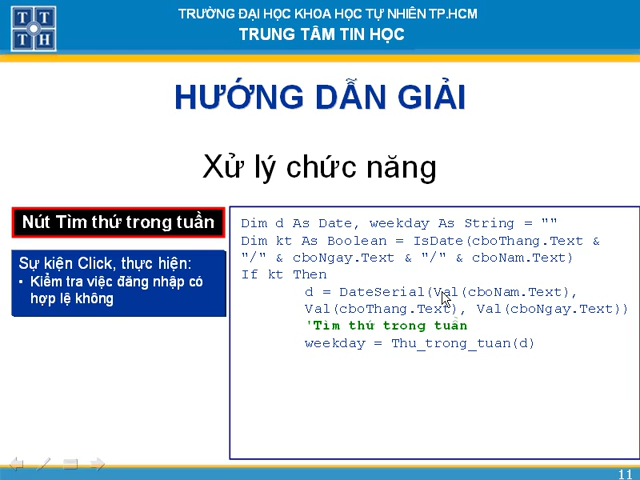 TRƯỜNG ĐẠI HỌC KHOA HỌC TỰ NHIÊN TP.HCM
TRUNG TÂM TIN HỌC
T T
T H
HƯỚNG DẪN GIẢI
Xử lý chức năng
Nút Tìm thứ trong tuần
Sự kiện Click, thực hiện:
• Kiểm tra việc đăng nhập có
hợp lệ không
Dim d As Date, weekday As String = ""
Dim kt As Boolean = IsDate(cboThang.Text &
"/" & cboNgay.Text & "/" & cboNam.Text)
If kt Then
d = DateSerial(Val(cboNam.Text),
Val(cboThang.Text), Val(cboNgay.Text))
'Tìm thứ trong tuần
weekday = Thu_trong_tuan(d)
11